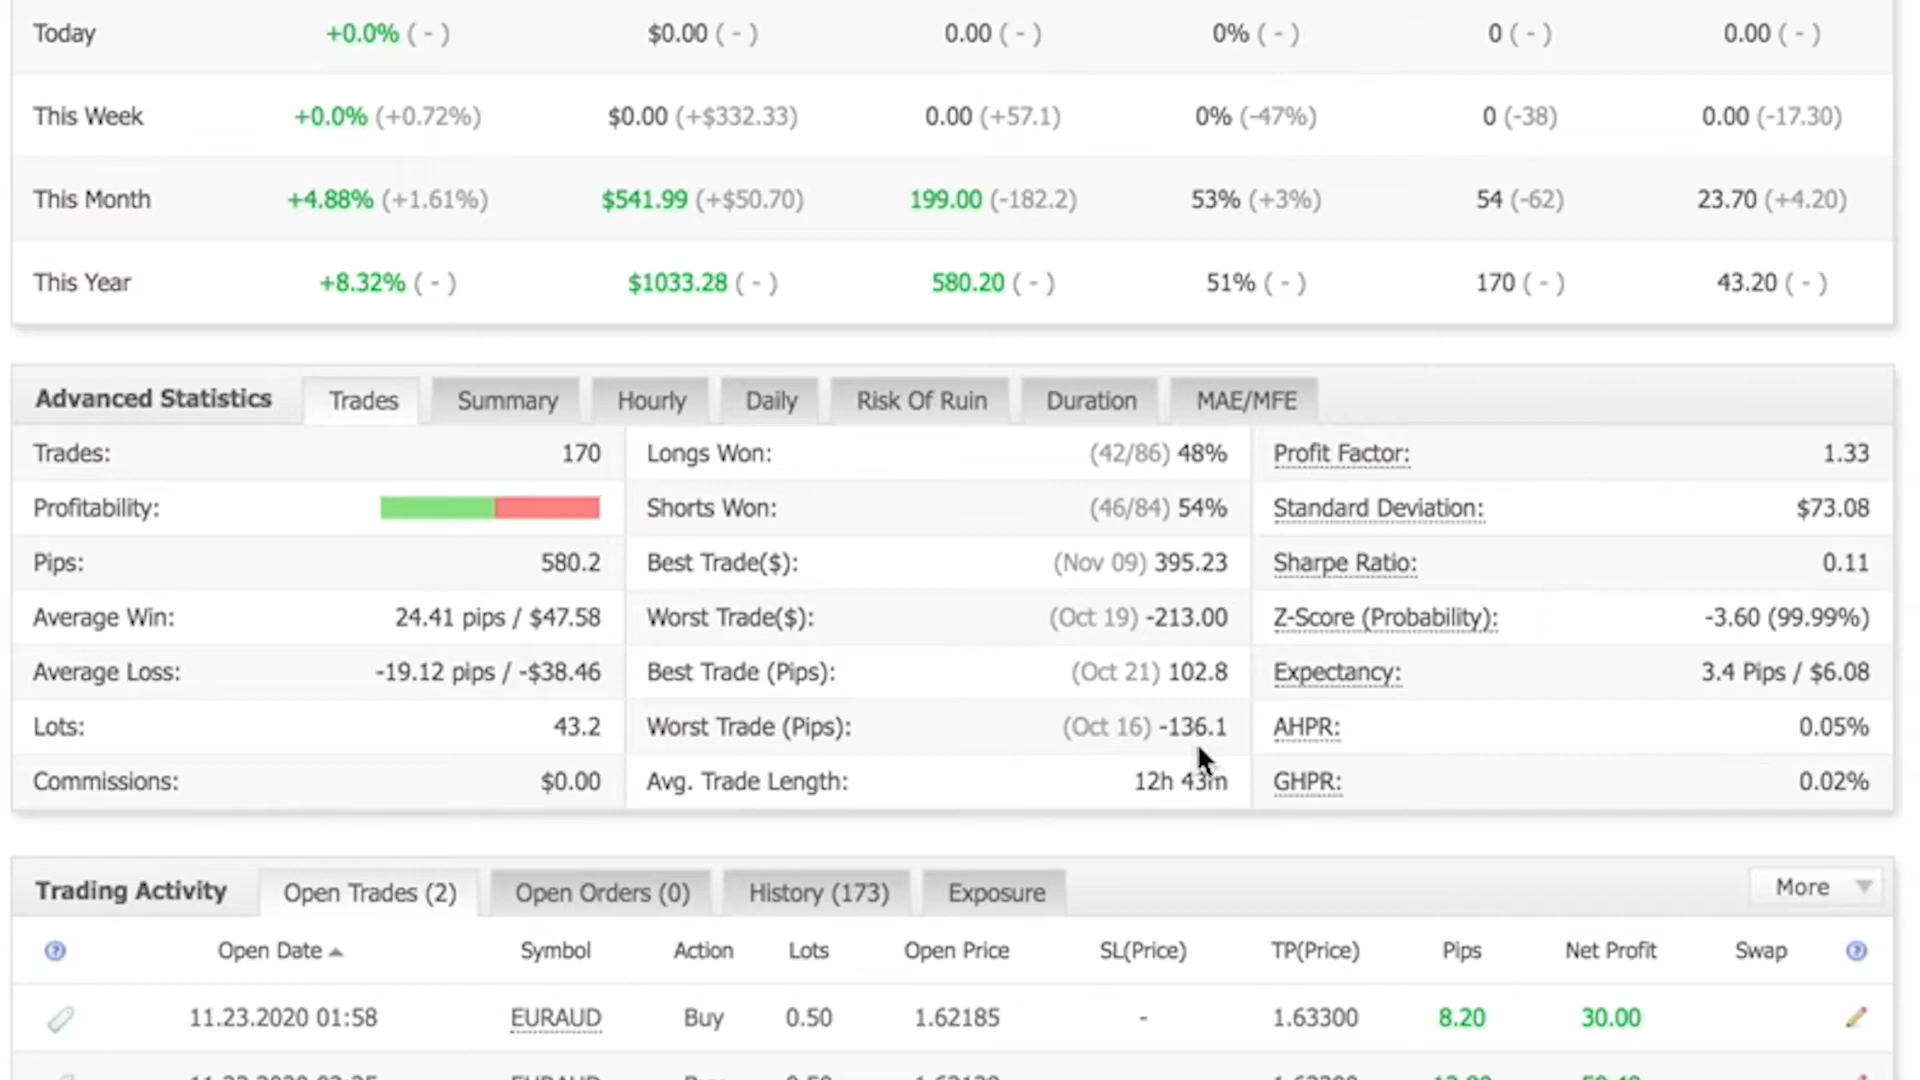 Today +0.0% ( - ) $0.00 ( - ) 0.00 ( - ) 0% ( - ) 0 ( - ) 0.00 ( - )
This Week +0.0% (+0.72%) $0.00 (+$332.33) 0.00 (+57.1) 0% (-47%) 0 (-38) 0.00 (-17.30)
This Month +4.88% (+1.61%) $541.99 (+$50.70) 199.00 (-182.2) 53% (+3%) 54 (-62) 23.70 (+4.20)
This Year +8.32% ( - ) $1033.28 ( - ) 580.20 ( - ) 51% ( - ) 170 ( - ) 43.20 ( - )
Advanced Statistics Trades Summary Hourly Daily Risk Of Ruin Duration MAE/MFE
Trades: 170 Longs Won: (42/86) 48% Profit Factor: 1.33
Profitability: Shorts Won: (46/84) 54% Standard Deviation: $73.08
Pips: 580.2 Best Trade($): (Nov 09) 395.23 Sharpe Ratio: 0.11
Average Win: 24.41 pips / $47.58 Worst Trade($): (Oct 19) -213.00 Z-Score (Probability): -3.60 (99.99%)
Average Loss: -19.12 pips / -$38.46 Best Trade (Pips): (Oct 21) 102.8 Expectancy: 3.4 Pips / $6.08
Lots: 43.2 Worst Trade (Pips): (Oct 16) -136.1 AHPR: 0.05%
Commissions: $0.00 Avg. Trade Length: 12h 43m GHPR: 0.02%
Trading Activity Open Trades (2) Open Orders (0) History (173) Exposure More
Open Date Symbol Action Lots Open Price SL(Price) TP(Price) Pips Net Profit Swap
11.23.2020 01:58 EURAUD Buy 0.50 1.62185 - 1.63300 8.20 30.00